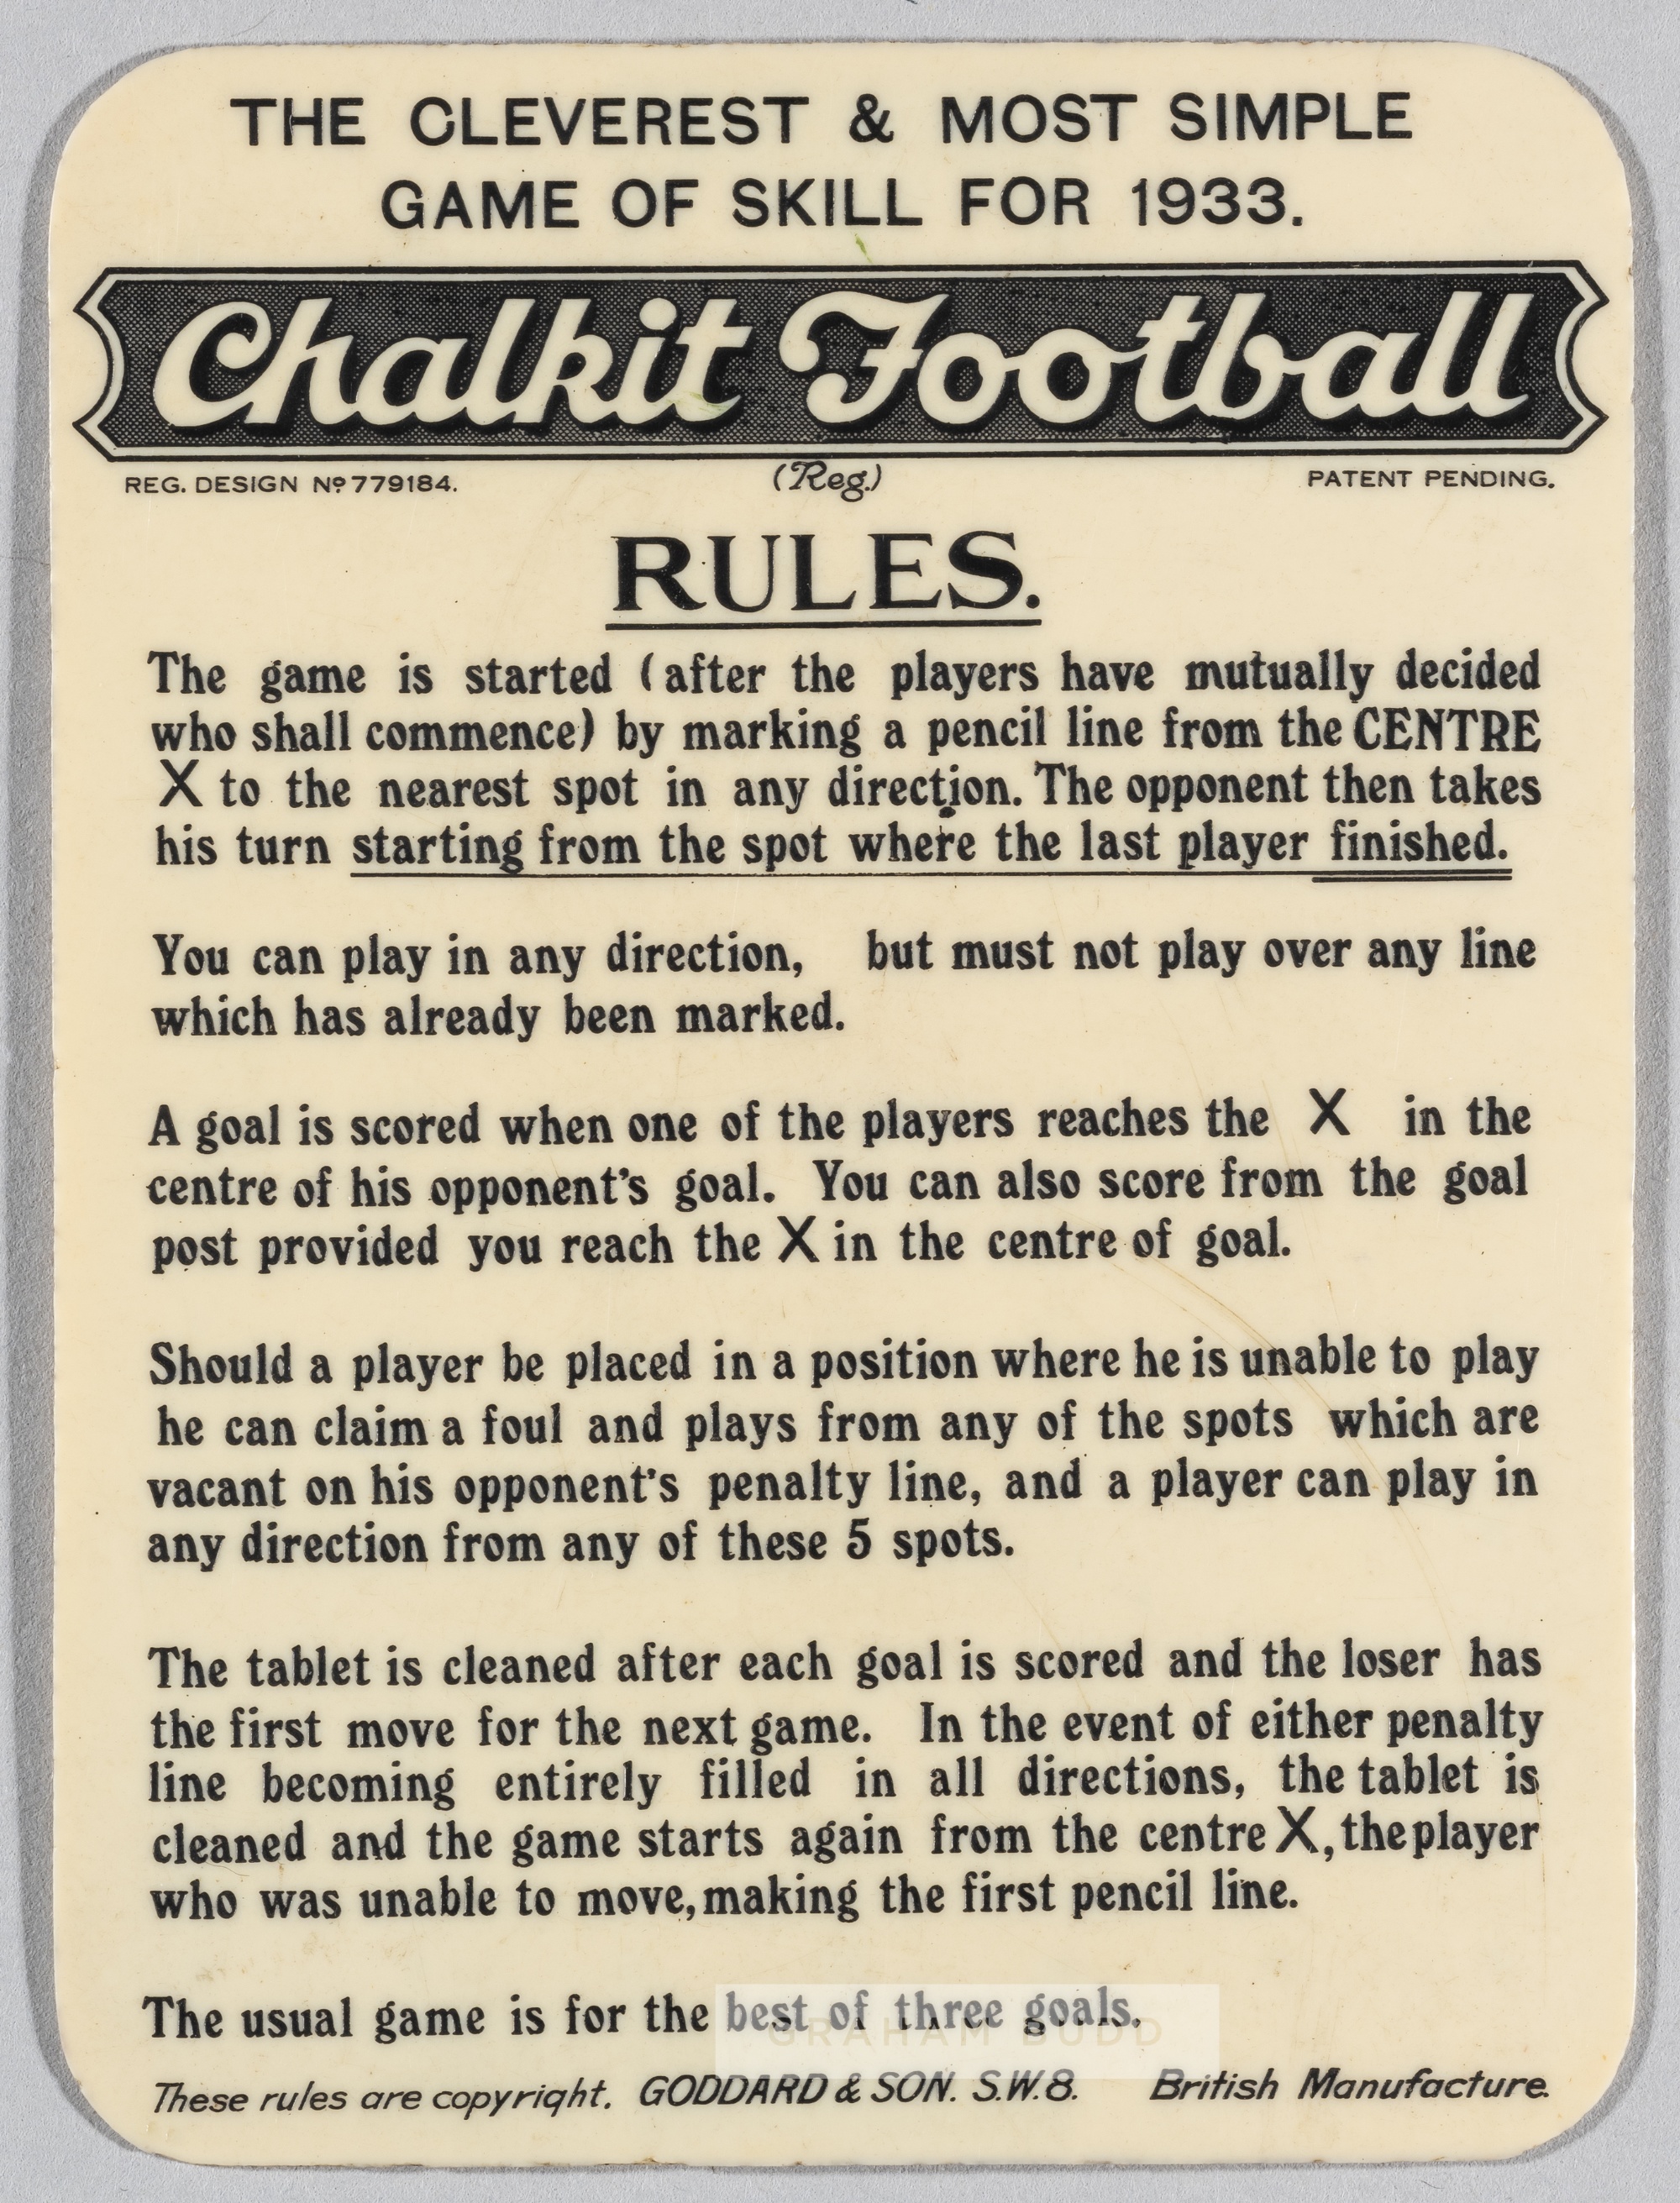 THE CLEVEREST & MOST SIMPLE
GAME OF SKILL FOR 1933.
Chalkit Football
REG. DESIGN Nº 779184.
(Reg.)
PATENT PENDING.
RULES.
The game is started (after the players have mutually decided
who shall commence) by marking a pencil line from the CENTRE
X to the nearest spot in any direction. The opponent then takes
his turn starting from the spot where the last player finished.
You can play in any direction, but must not play over any line
which has already been marked.
A goal is scored when one of the players reaches the X in the
centre of his opponent's goal. You can also score from the goal
post provided you reach the X in the centre of goal.
Should a player be placed in a position where he is unable to play
he can claim a foul and plays from any of the spots which are
vacant on his opponent's penalty line, and a player can play in
any direction from any of these 5 spots.
The tablet is cleaned after each goal is scored and the loser has
the first move for the next game. In the event of either penalty
line becoming entirely filled in all directions, the tablet is
cleaned and the game starts again from the centre X, the player
who was unable to move, making the first pencil line.
The usual game is for the best of three goals.
GRAHAM BUDD
These rules are copyright. GODDARD & SON. S.W.8. British Manufacture.